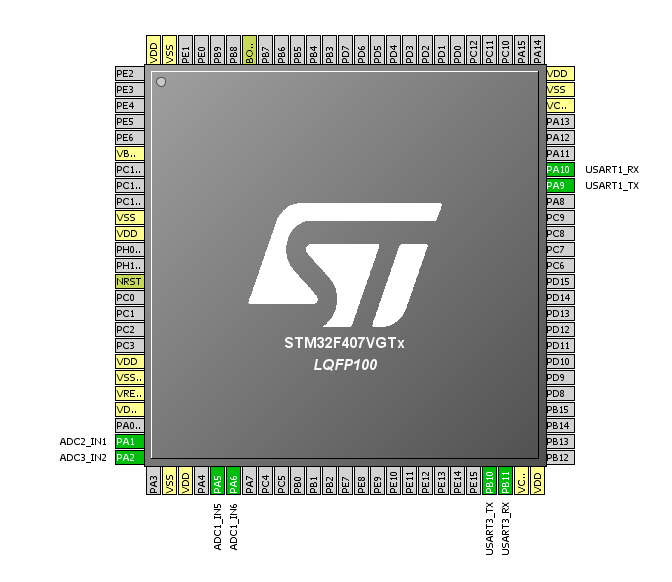 VDD
VSS
PE1
PE0
PB9
PB8
BO..
PB7
PB6
PB5
PB4
PB3
PD7
PD6
PD5
PD4
PD3
PD2
PD1
PD0
PC12
PC11
PC10
PA15
PA14
PE2
PE3
PE4
PE5
PE6
VB..
PC1..
PC1..
PC1..
VSS
VDD
PH0..
PH1..
NRST
PC0
PC1
PC2
PC3
VDD
VSS..
VRE..
VD..
PA0..
ADC2_IN1 PA1
ADC3_IN2 PA2
STM32F407VGTx
LQFP100
VDD
VSS
VC..
PA13
PA12
PA11
PA10 USART1_RX
PA9 USART1_TX
PA8
PC9
PC8
PC7
PC6
PD15
PD14
PD13
PD12
PD11
PD10
PD9
PD8
PB15
PB14
PB13
PB12
PA3
VSS
VDD
PA4
ADC1_IN5 PA5
ADC1_IN6 PA6
PA7
PC4
PC5
PB0
PB1
PB2
PE7
PE8
PE9
PE10
PE11
PE12
PE13
PE14
PE15
USART3_TX PB10
USART3_RX PB11
VC..
VDD